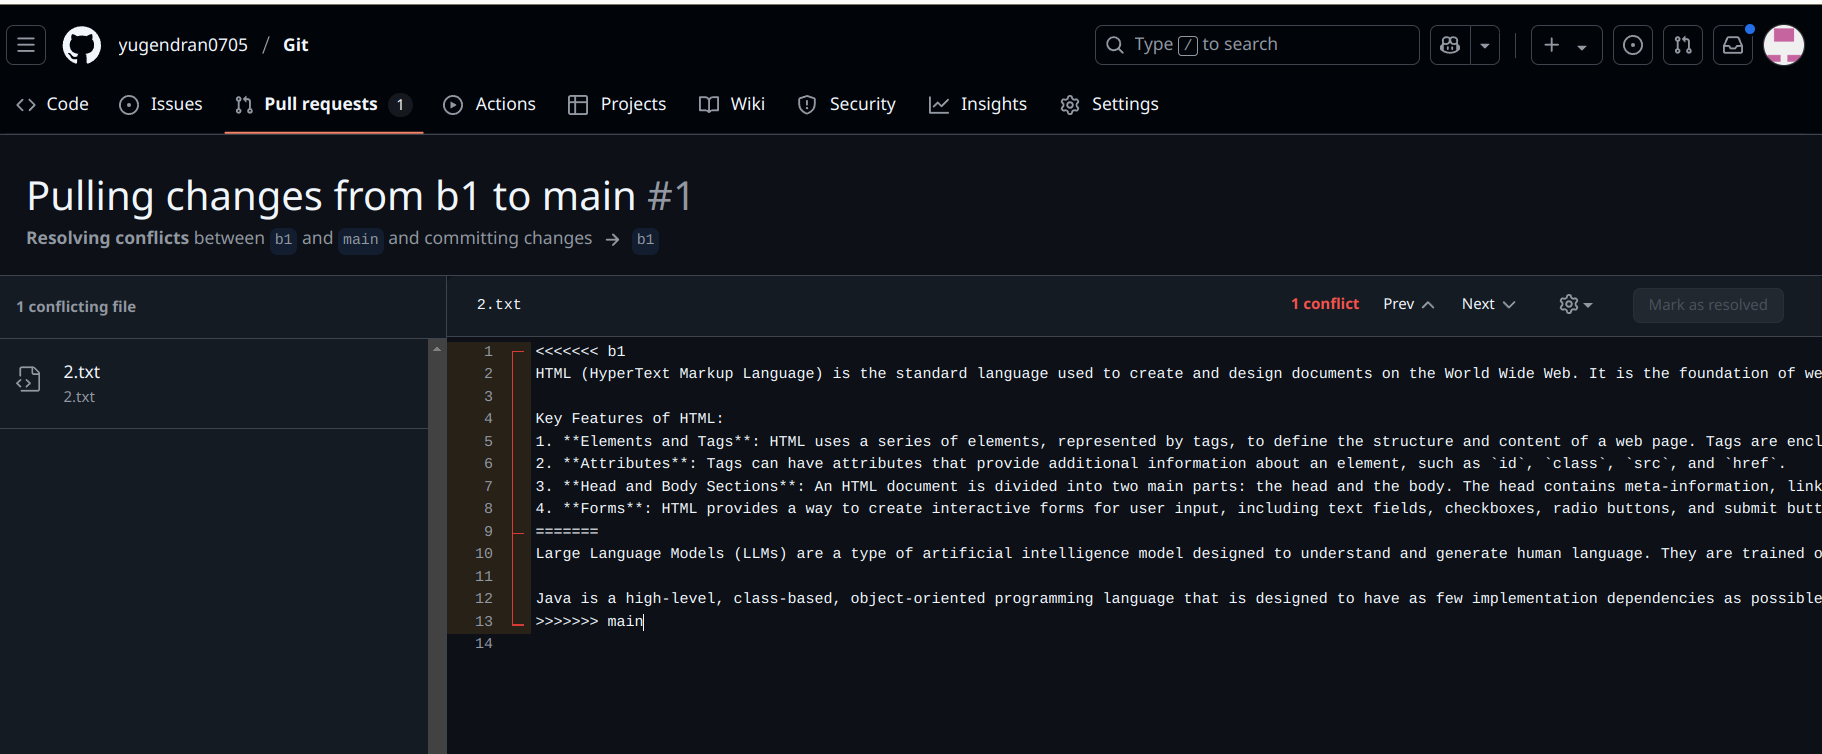 yugendran0705 / Git
Type / to search
Code Issues Pull requests 1 Actions Projects Wiki Security Insights Settings
Pulling changes from b1 to main #1
Resolving conflicts between b1 and main and committing changes → b1
1 conflicting file
2.txt
2.txt
2.txt 1 conflict Prev Next Mark as resolved
1 <<<<<<< b1
2 HTML (HyperText Markup Language) is the standard language used to create and design documents on the World Wide Web. It is the foundation of we
3
4 Key Features of HTML:
5 1. **Elements and Tags**: HTML uses a series of elements, represented by tags, to define the structure and content of a web page. Tags are encl
6 2. **Attributes**: Tags can have attributes that provide additional information about an element, such as `id`, `class`, `src`, and `href`.
7 3. **Head and Body Sections**: An HTML document is divided into two main parts: the head and the body. The head contains meta-information, link
8 4. **Forms**: HTML provides a way to create interactive forms for user input, including text fields, checkboxes, radio buttons, and submit butt
9 =======
10 Large Language Models (LLMs) are a type of artificial intelligence model designed to understand and generate human language. They are trained o
11
12 Java is a high-level, class-based, object-oriented programming language that is designed to have as few implementation dependencies as possible
13 >>>>>>> main
14